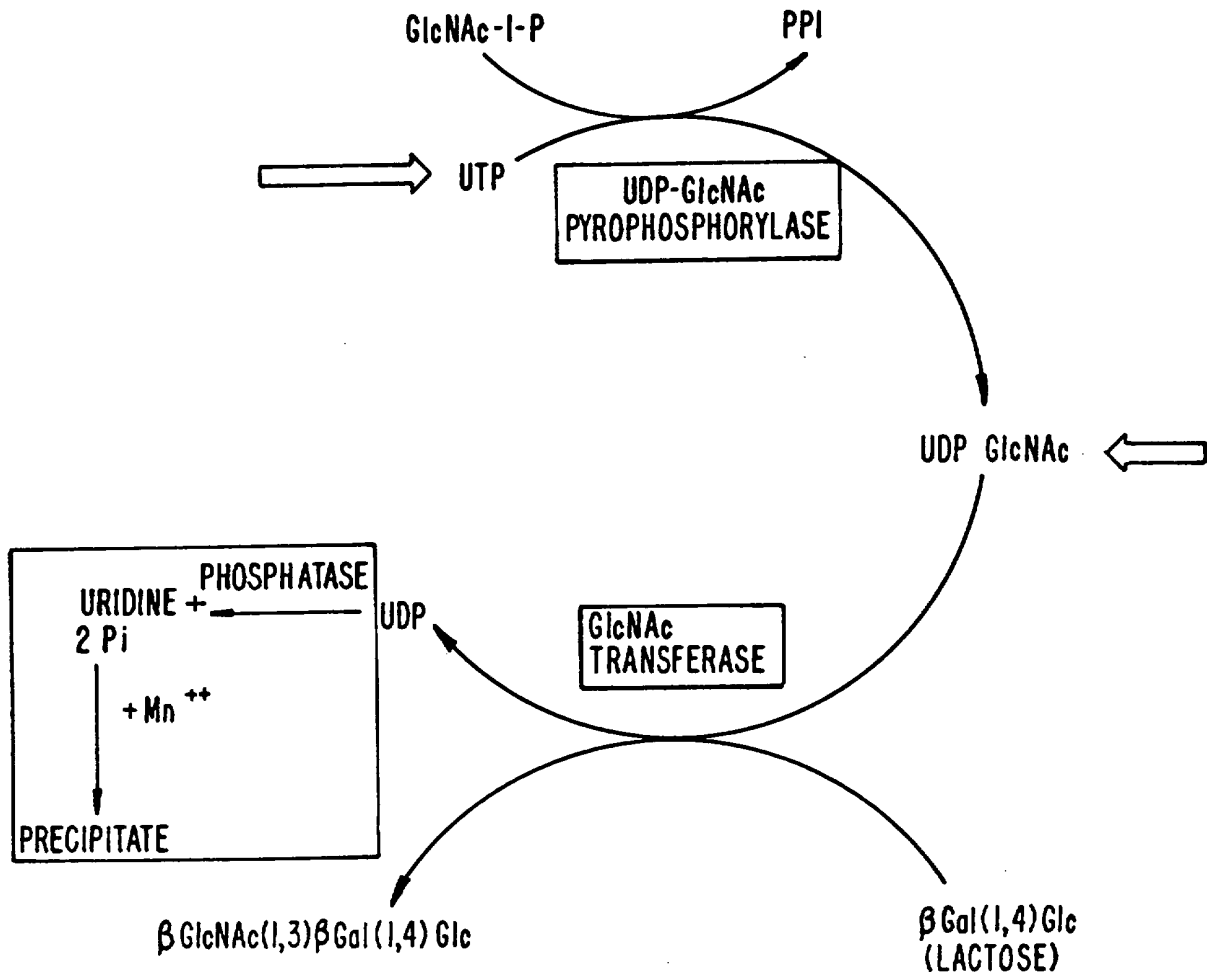 GlcNAc-1-P
PPI
UTP
UDP-GlcNAc
PYROPHOSPHORYLASE
UDP GlcNAc
PHOSPHATASE
URIDINE +
2 Pi
UDP
+Mn ++
PRECIPITATE
GlcNAc
TRANSFERASE
βGlcNAc(1,3)βGal(1,4)Glc
βGal(1,4)Glc
(LACTOSE)